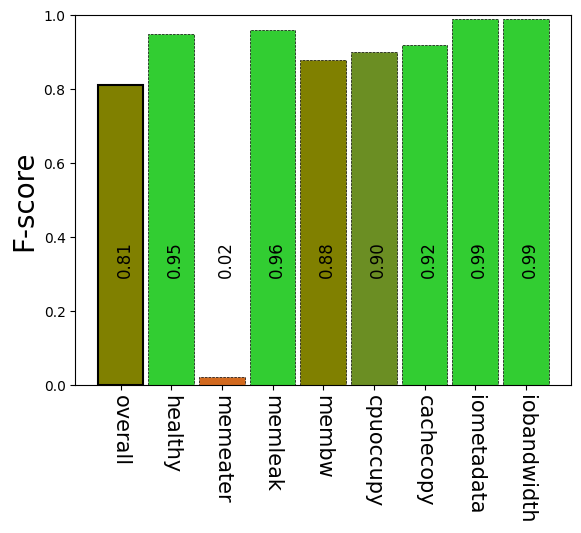 F-score
1.0
0.8
0.6
0.4
0.2
0.0
0.81
0.95
0.02
0.96
0.88
0.90
0.92
0.99
0.99
overall
healthy
memeater
memleak
membw
cpuoccupy
cachecopy
iometadata
iobandwidth